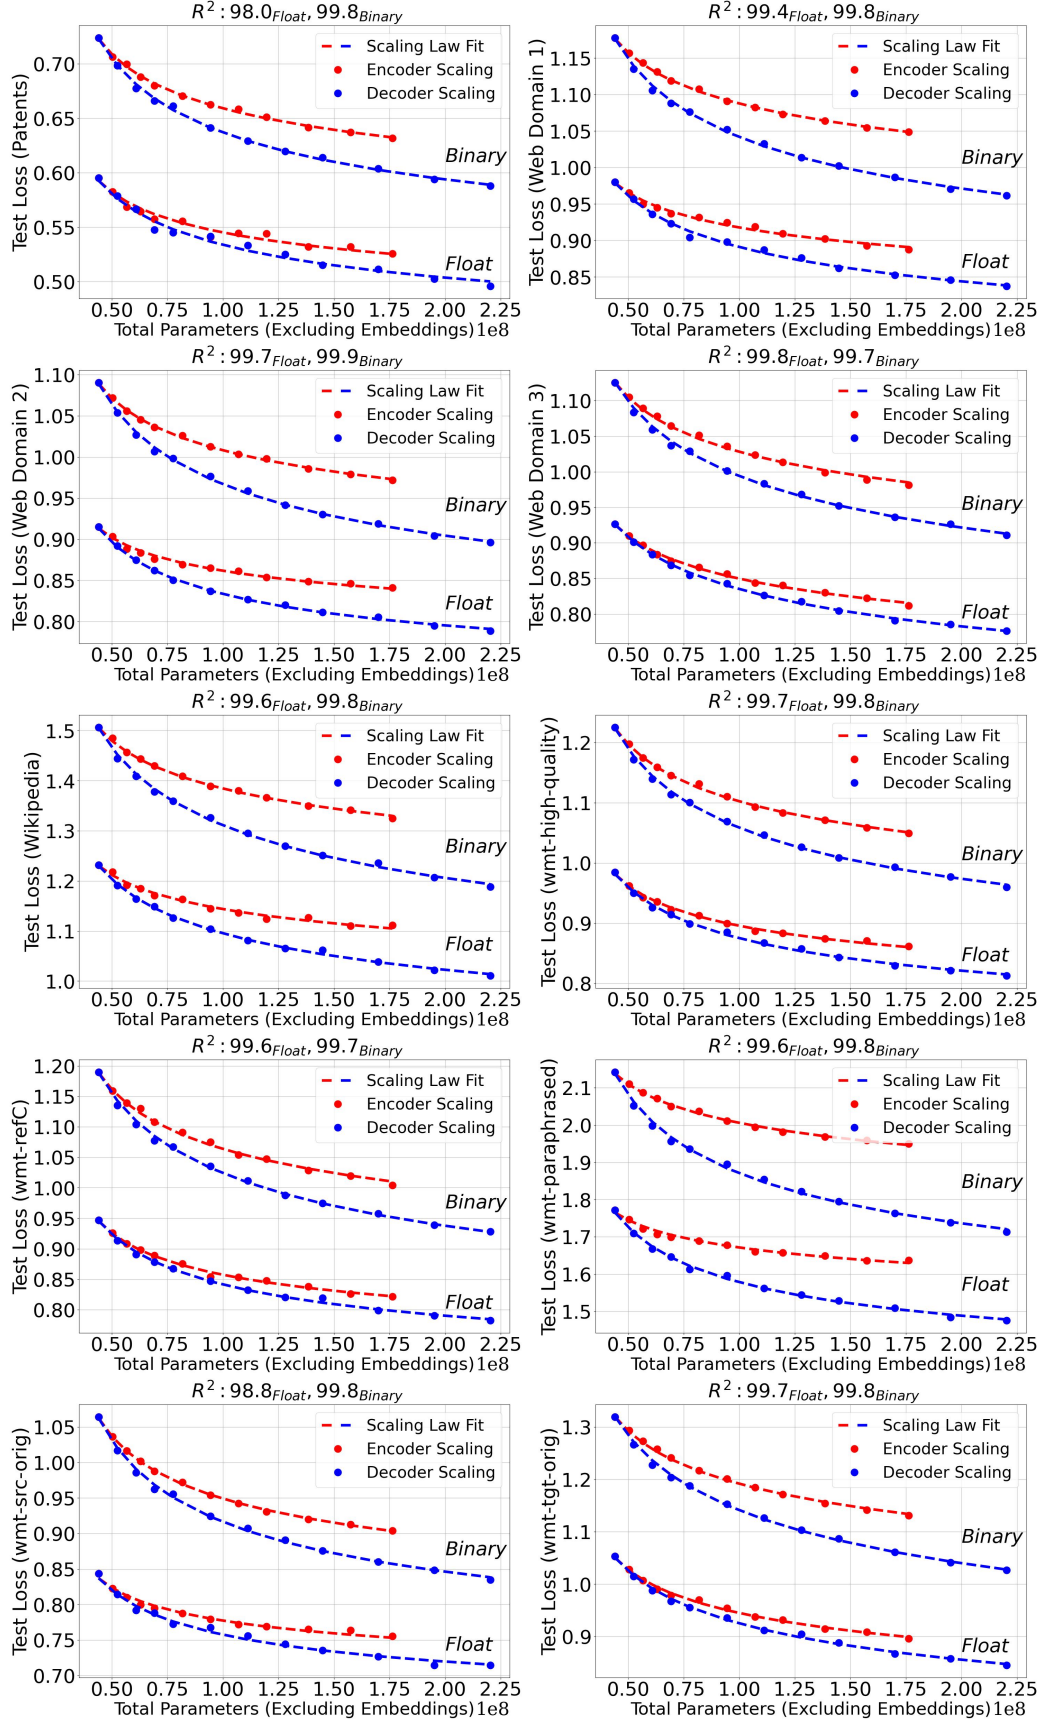 R² : 98.0Float, 99.8Binary
Test Loss (Patents)
0.70
0.65
0.60
0.55
0.50
Scaling Law Fit
Encoder Scaling
Decoder Scaling
Binary
Float
0.50 0.75 1.00 1.25 1.50 1.75 2.00 2.25
Total Parameters (Excluding Embeddings) 1e8
R² : 99.4Float, 99.8Binary
Test Loss (Web Domain 1)
1.15
1.10
1.05
1.00
0.95
0.90
0.85
Scaling Law Fit
Encoder Scaling
Decoder Scaling
Binary
Float
0.50 0.75 1.00 1.25 1.50 1.75 2.00 2.25
Total Parameters (Excluding Embeddings) 1e8
R² : 99.7Float, 99.9Binary
Test Loss (Web Domain 2)
1.10
1.05
1.00
0.95
0.90
0.85
0.80
Scaling Law Fit
Encoder Scaling
Decoder Scaling
Binary
Float
0.50 0.75 1.00 1.25 1.50 1.75 2.00 2.25
Total Parameters (Excluding Embeddings) 1e8
R² : 99.8Float, 99.7Binary
Test Loss (Web Domain 3)
1.10
1.05
1.00
0.95
0.90
0.85
0.80
Scaling Law Fit
Encoder Scaling
Decoder Scaling
Binary
Float
0.50 0.75 1.00 1.25 1.50 1.75 2.00 2.25
Total Parameters (Excluding Embeddings) 1e8
R² : 99.6Float, 99.8Binary
Test Loss (Wikipedia)
1.5
1.4
1.3
1.2
1.1
1.0
Scaling Law Fit
Encoder Scaling
Decoder Scaling
Binary
Float
0.50 0.75 1.00 1.25 1.50 1.75 2.00 2.25
Total Parameters (Excluding Embeddings) 1e8
R² : 99.7Float, 99.8Binary
Test Loss (wmt-high-quality)
1.2
1.1
1.0
0.9
0.8
Scaling Law Fit
Encoder Scaling
Decoder Scaling
Binary
Float
0.50 0.75 1.00 1.25 1.50 1.75 2.00 2.25
Total Parameters (Excluding Embeddings) 1e8
R² : 99.6Float, 99.7Binary
Test Loss (wmt-refC)
1.20
1.15
1.10
1.05
1.00
0.95
0.90
0.85
0.80
Scaling Law Fit
Encoder Scaling
Decoder Scaling
Binary
Float
0.50 0.75 1.00 1.25 1.50 1.75 2.00 2.25
Total Parameters (Excluding Embeddings) 1e8
R² : 99.6Float, 99.8Binary
Test Loss (wmt-paraphrased)
2.1
2.0
1.9
1.8
1.7
1.6
1.5
Scaling Law Fit
Encoder Scaling
Decoder Scaling
Binary
Float
0.50 0.75 1.00 1.25 1.50 1.75 2.00 2.25
Total Parameters (Excluding Embeddings) 1e8
R² : 98.8Float, 99.8Binary
Test Loss (wmt-src-orig)
1.05
1.00
0.95
0.90
0.85
0.80
0.75
0.70
Scaling Law Fit
Encoder Scaling
Decoder Scaling
Binary
Float
0.50 0.75 1.00 1.25 1.50 1.75 2.00 2.25
Total Parameters (Excluding Embeddings) 1e8
R² : 99.7Float, 99.8Binary
Test Loss (wmt-tgt-orig)
1.3
1.2
1.1
1.0
0.9
Scaling Law Fit
Encoder Scaling
Decoder Scaling
Binary
Float
0.50 0.75 1.00 1.25 1.50 1.75 2.00 2.25
Total Parameters (Excluding Embeddings) 1e8